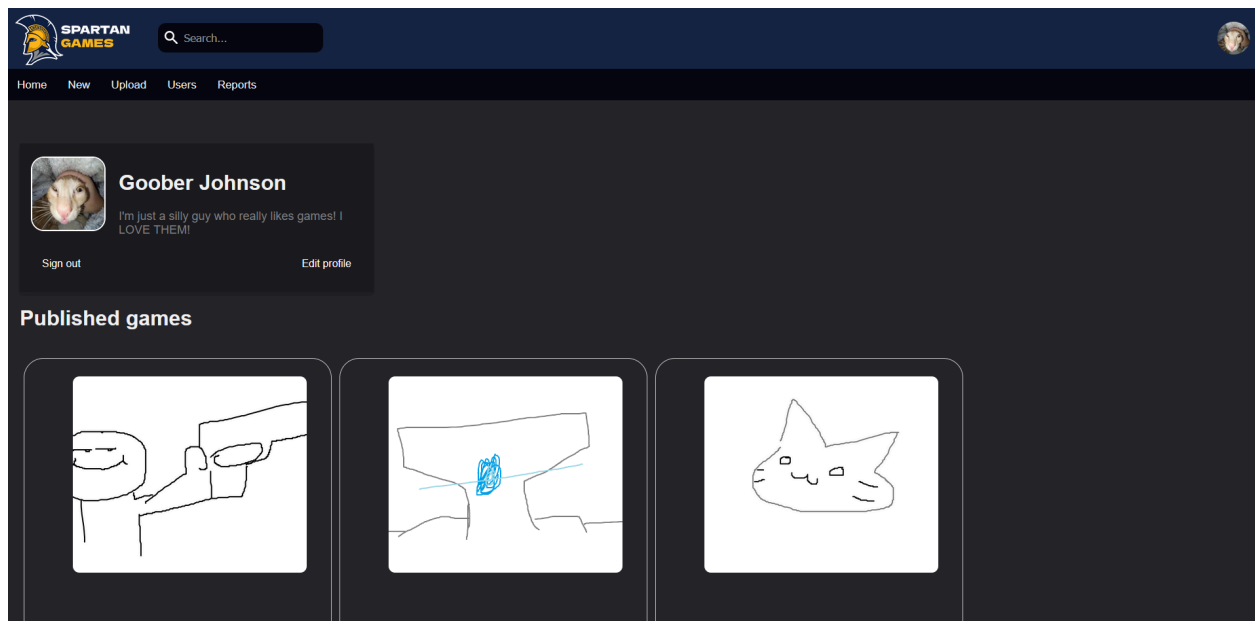 SPARTAN
GAMES
Search...
Home New Upload Users Reports
Goober Johnson
I'm just a silly guy who really likes games! I
LOVE THEM!
Sign out Edit profile
Published games